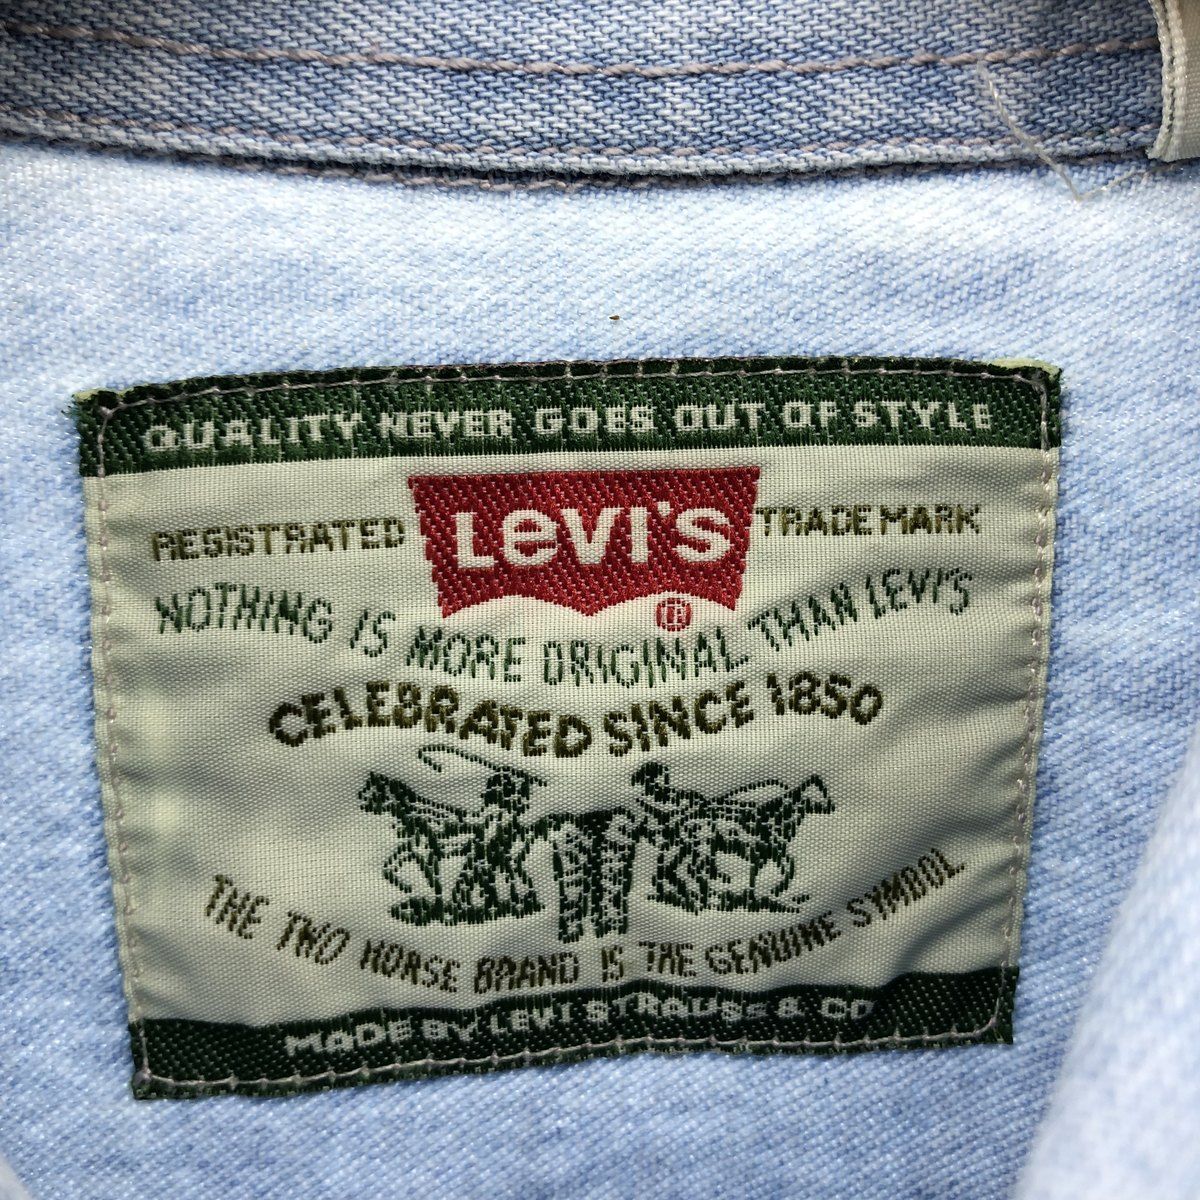 QUALITY NEVER GOES OUT OF STYLE
REGISTRATED LEVI'S TRADE MARK
®
NOTHING IS MORE ORIGINAL THAN LEVI'S
CELEBRATED SINCE 1850
THE TWO HORSE BRAND IS THE GENUINE SYMBOL
MADE BY LEVI STRAUSS & CO